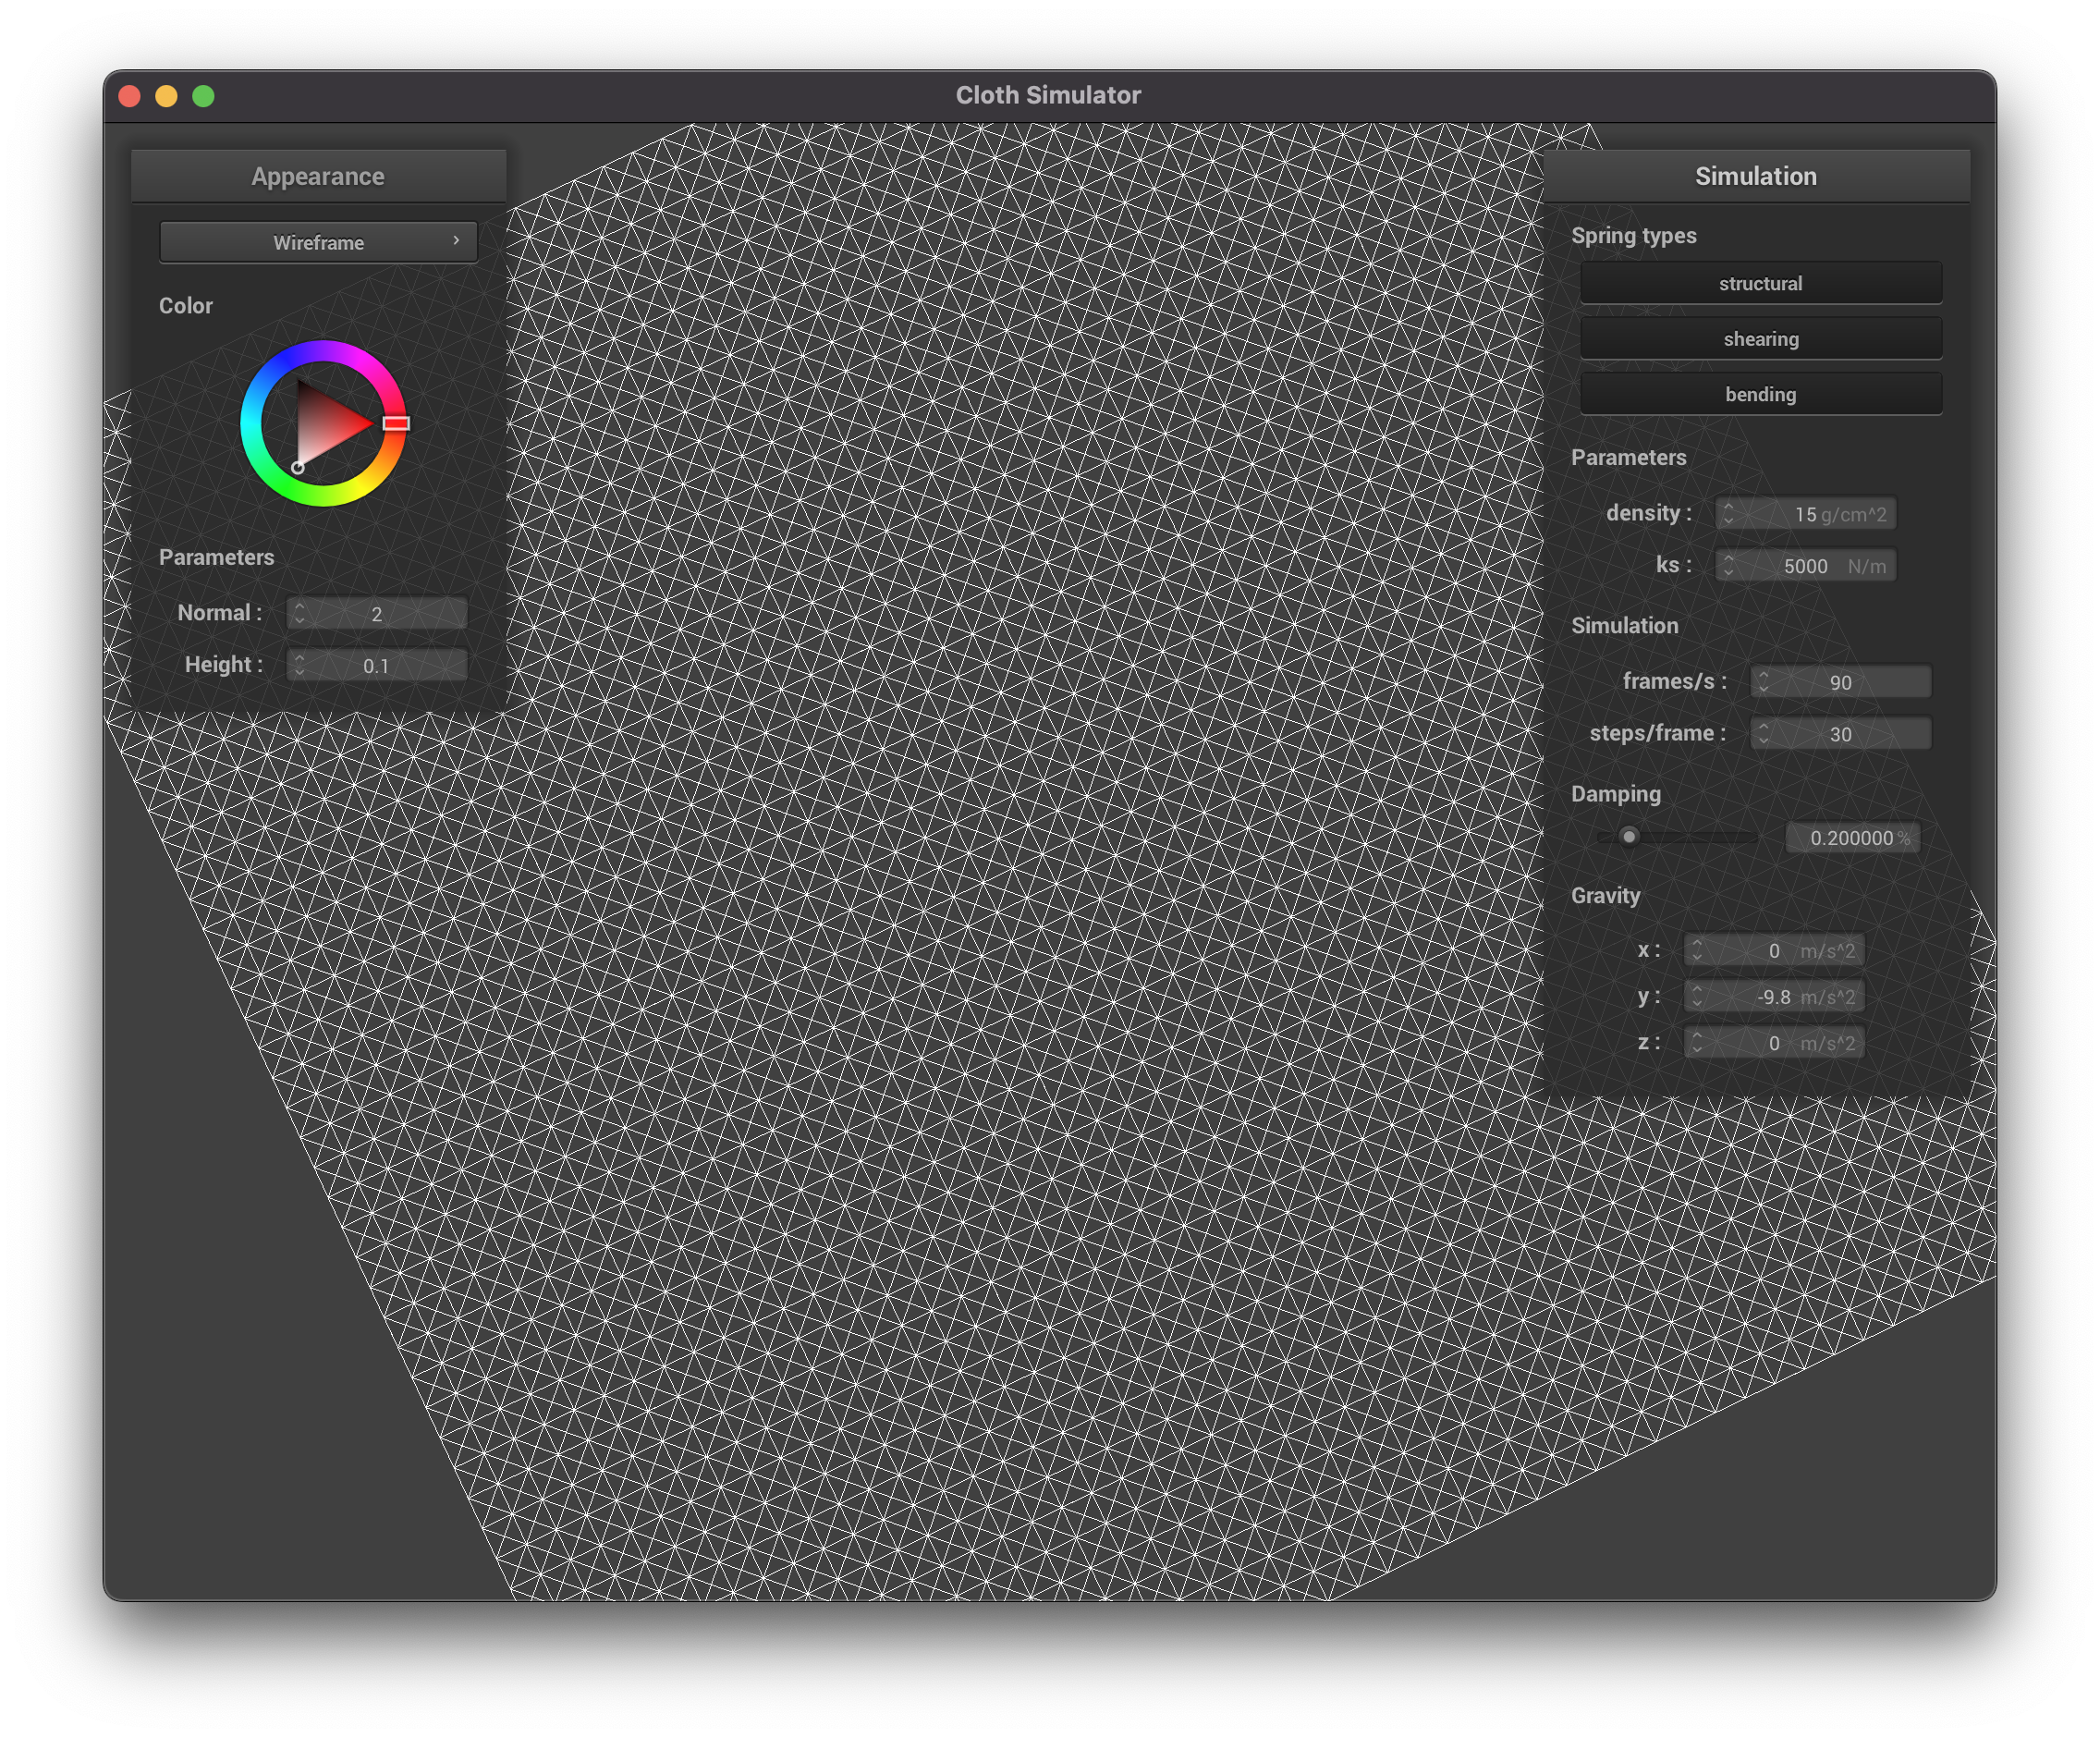 Cloth Simulator
Appearance
Wireframe
Color
Parameters
Normal : 2
Height : 0.1
Simulation
Spring types
structural
shearing
bending
Parameters
density : 15 g/cm^2
ks : 5000 N/m
Simulation
frames/s : 90
steps/frame : 30
Damping
0.200000 %
Gravity
x : 0 m/s^2
y : -9.8 m/s^2
z : 0 m/s^2